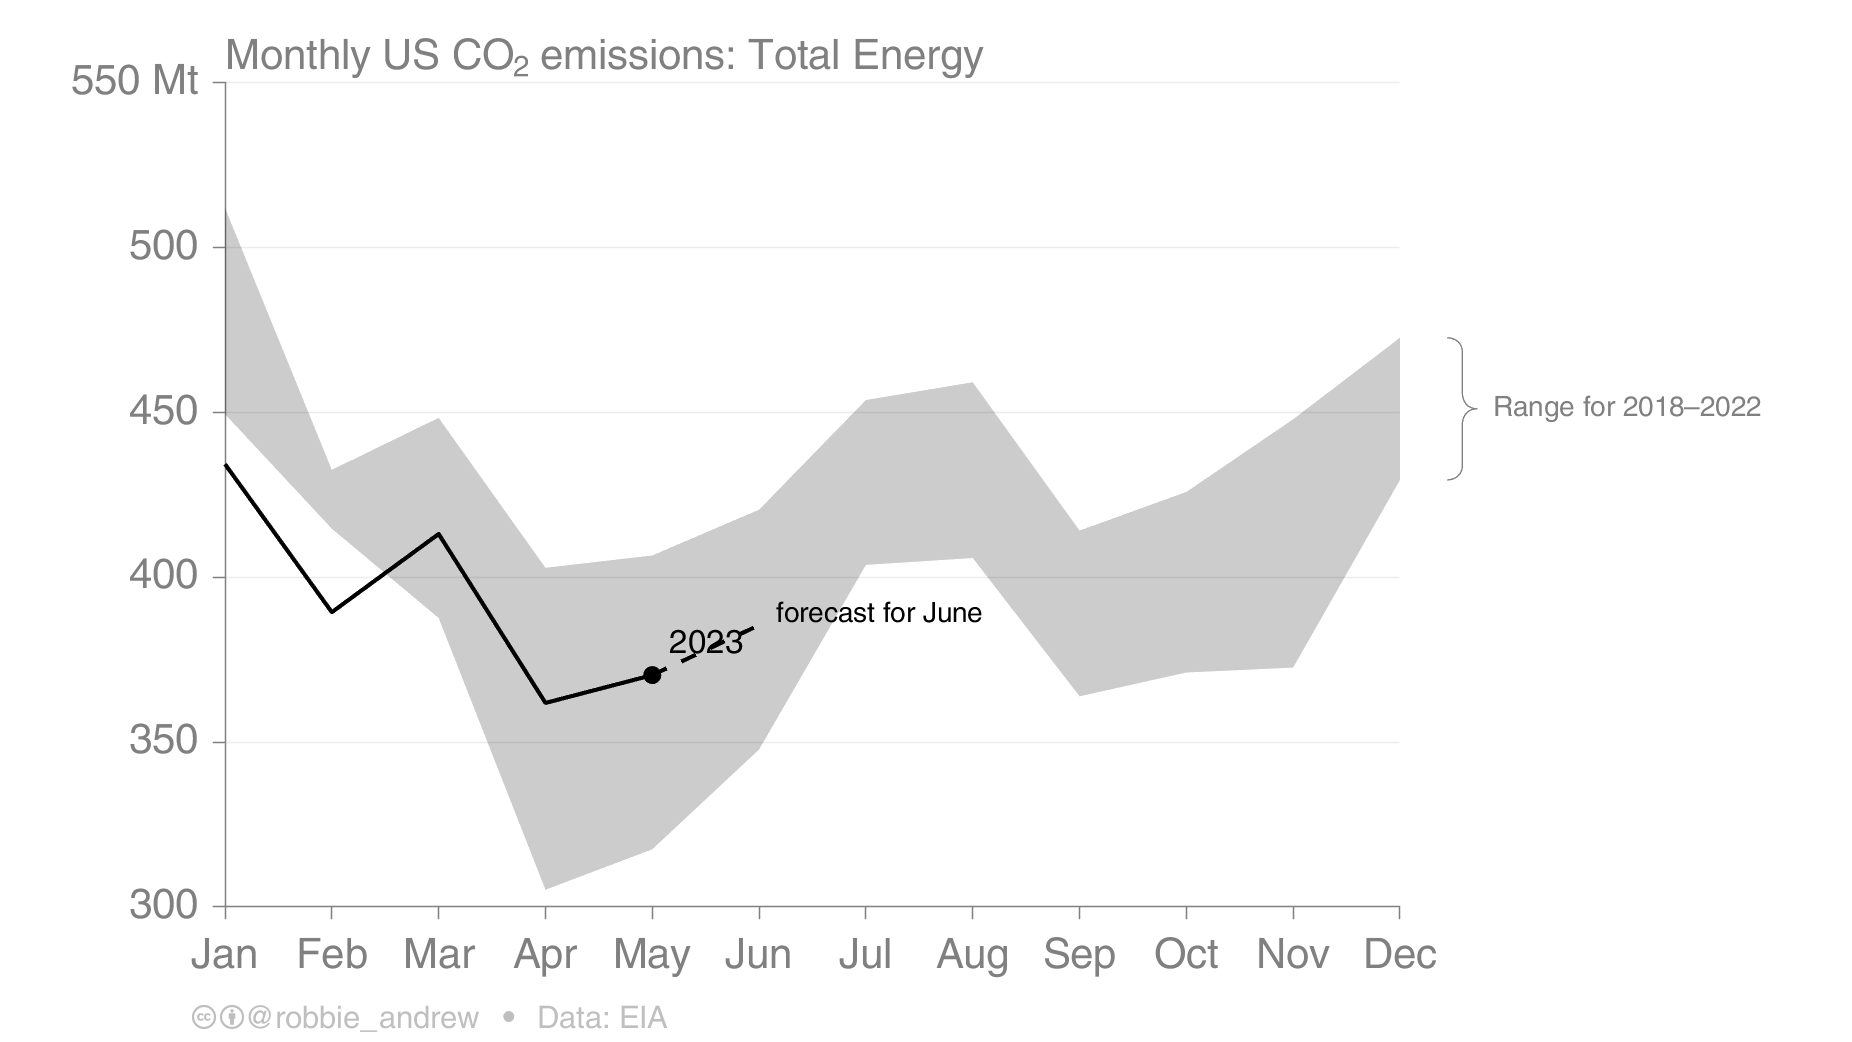 Monthly US CO₂ emissions: Total Energy
550 Mt
500
450
400
350
300
Range for 2018–2022
forecast for June
2023
Jan Feb Mar Apr May Jun Jul Aug Sep Oct Nov Dec
@robbie_andrew • Data: EIA